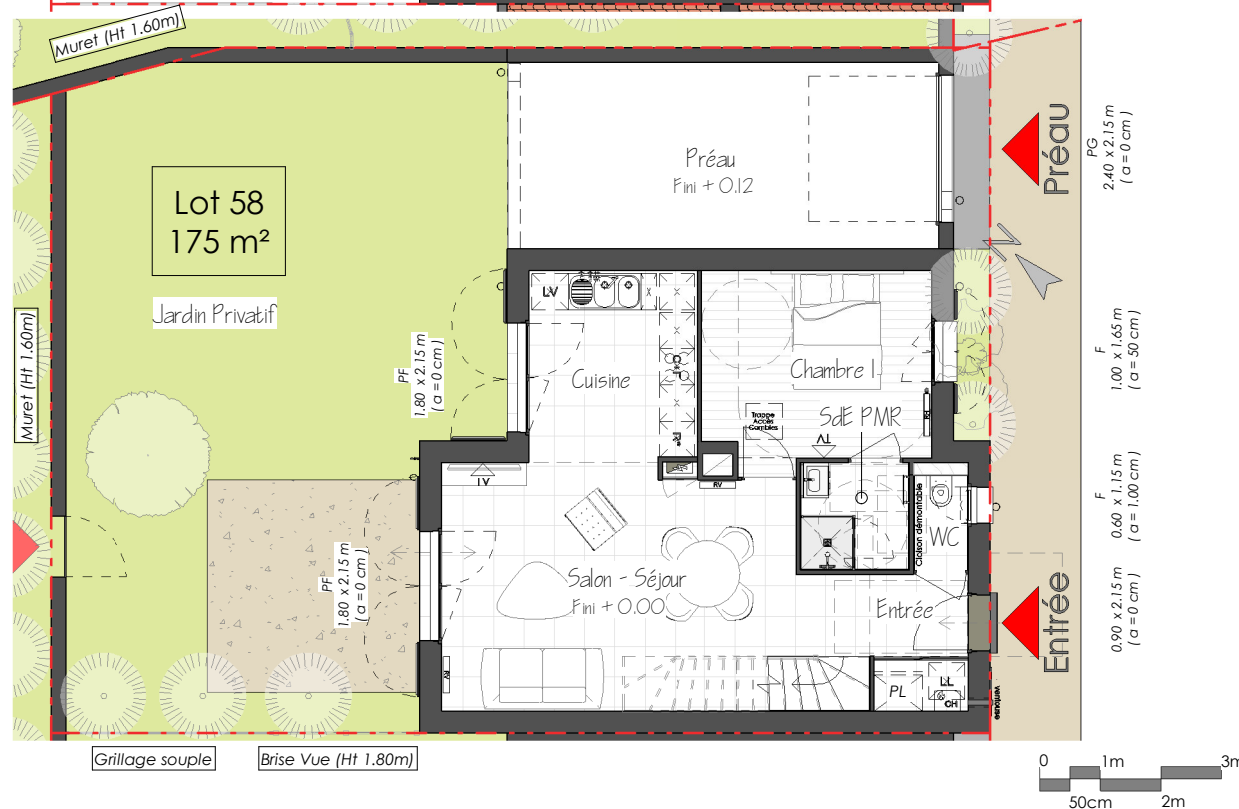 Muret (Ht 1.60m)
Lot 58
175 m²
Jardin Privatif
Muret (Ht 1.60m)
Préau
Fini + 0.12
Préau
PG
2.40 x 2.15 m
( a = 0 cm )
N
F
1.00 x 1.65 m
( a = 50 cm )
F
0.60 x 1.15 m
( a = 1.00 cm )
0.90 x 2.15 m
( a = 0 cm )
Entrée
PF
1.80 x 2.15 m
( a = 0 cm )
LV
Cuisine
Chambre 1
Trappe
Accès
Combles
SdE PMR
TV
RV
TV
Cloison démontable
WC
PF
1.80 x 2.15 m
( a = 0 cm )
Salon - Séjour
Fini + 0.00
Entrée
RV
PL
LL
CH
ventouse
Grillage souple
Brise Vue (Ht 1.80m)
0 1m 3m
50cm 2m